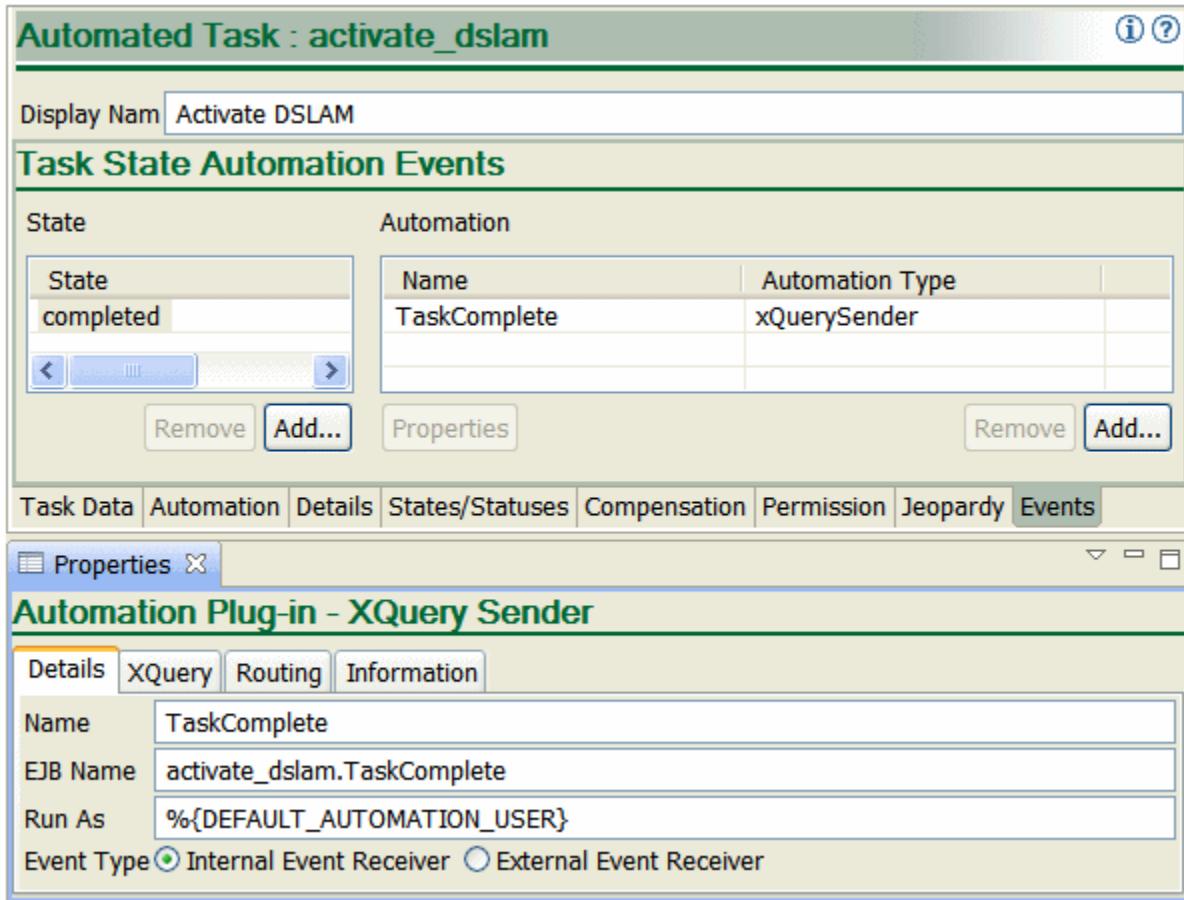 Automated Task : activate_dslam
Display Nam Activate DSLAM
Task State Automation Events
State Automation
State Name Automation Type
completed TaskComplete xQuerySender
Remove Add... Properties Remove Add...
Task Data Automation Details States/Statuses Compensation Permission Jeopardy Events
Properties
Automation Plug-in - XQuery Sender
Details XQuery Routing Information
Name TaskComplete
EJB Name activate_dslam.TaskComplete
Run As %{DEFAULT_AUTOMATION_USER}
Event Type Internal Event Receiver External Event Receiver